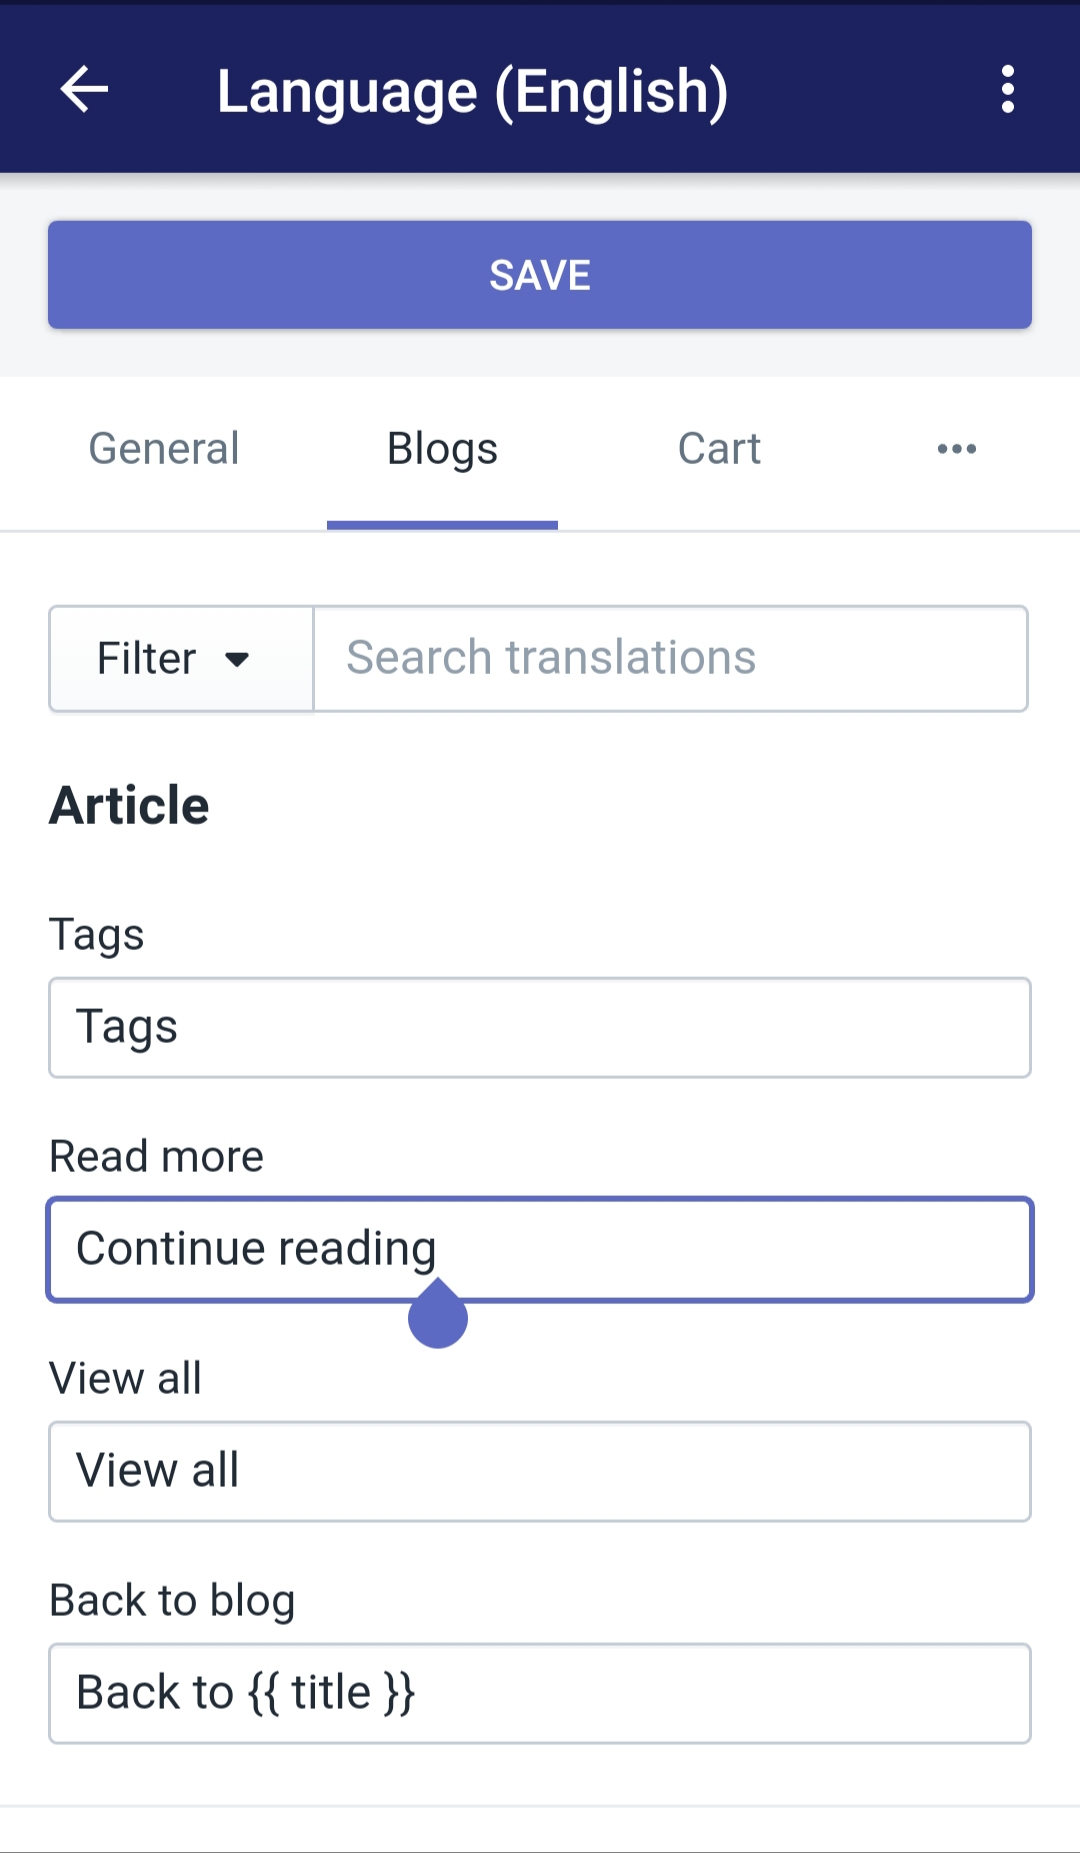 Language (English)
SAVE
General Blogs Cart
Filter Search translations
Article
Tags
Tags
Read more
Continue reading
View all
View all
Back to blog
Back to {{ title }}